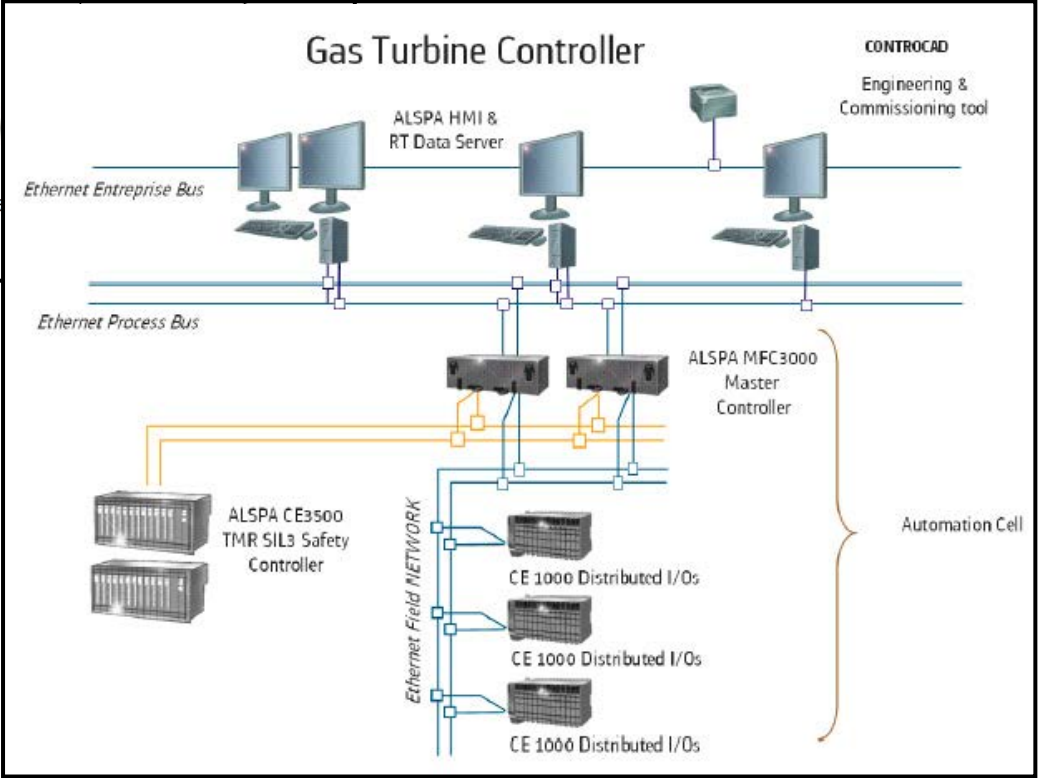 Gas Turbine Controller
CONTROCAD
Engineering &
Commissioning tool
ALSPA HMI &
RT Data Server
Ethernet Entreprise Bus
Ethernet Process Bus
ALSPA MFC3000
Master
Controller
ALSPA CE3500
TMR SIL3 Safety
Controller
Ethernet Field NETWORK
Automation Cell
CE 1000 Distributed I/Os
CE 1000 Distributed I/Os
CE 1000 Distributed I/Os